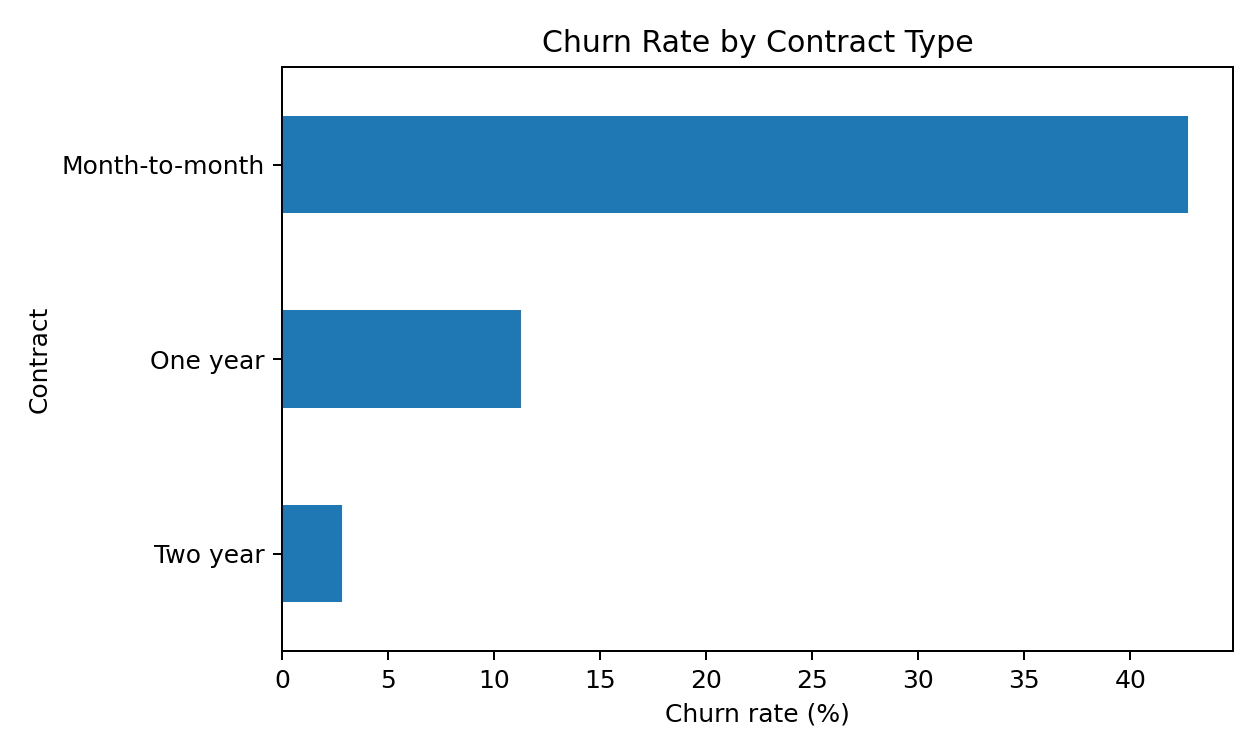 Churn Rate by Contract Type
Contract
Month-to-month
One year
Two year
0 5 10 15 20 25 30 35 40
Churn rate (%)